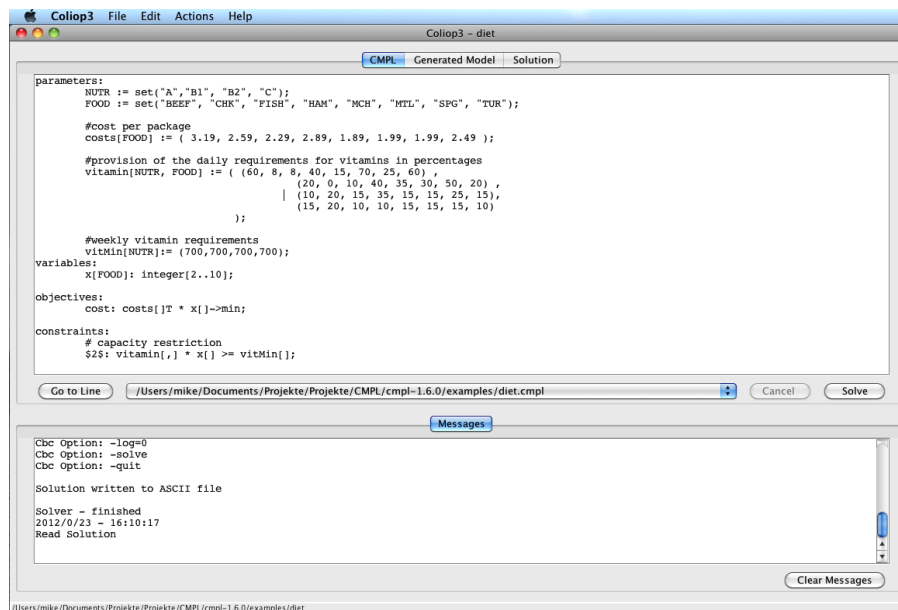 Coliop3 File Edit Actions Help
Coliop3 – diet
CMPL Generated Model Solution
parameters:
NUTR := set("A","B1", "B2", "C");
FOOD := set("BEEF", "CHK", "FISH", "HAM", "MCH", "MTL", "SPG", "TUR");
#cost per package
costs[FOOD] := ( 3.19, 2.59, 2.29, 2.89, 1.89, 1.99, 1.99, 2.49 );
#provision of the daily requirements for vitamins in percentages
vitamin[NUTR, FOOD] := ( (60, 8, 8, 40, 15, 70, 25, 60) ,
(20, 0, 10, 40, 35, 30, 50, 20) ,
(10, 20, 15, 35, 15, 15, 25, 15),
(15, 20, 10, 10, 15, 15, 15, 10)
);
#weekly vitamin requirements
vitMin[NUTR]:= (700,700,700,700);
variables:
x[FOOD]: integer[2..10];
objectives:
cost: costs[]T * x[]->min;
constraints:
# capacity restriction
$2$: vitamin[,] * x[] >= vitMin[];
Go to Line /Users/mike/Documents/Projekte/Projekte/CMPL/cmpl-1.6.0/examples/diet.cmpl Cancel Solve
Messages
Cbc Option: -log=0
Cbc Option: -solve
Cbc Option: -quit
Solution written to ASCII file
Solver - finished
2012/0/23 - 16:10:17
Read Solution
Clear Messages
/Users/mike/Documents/Projekte/Projekte/CMPL/cmpl-1.6.0/examples/diet